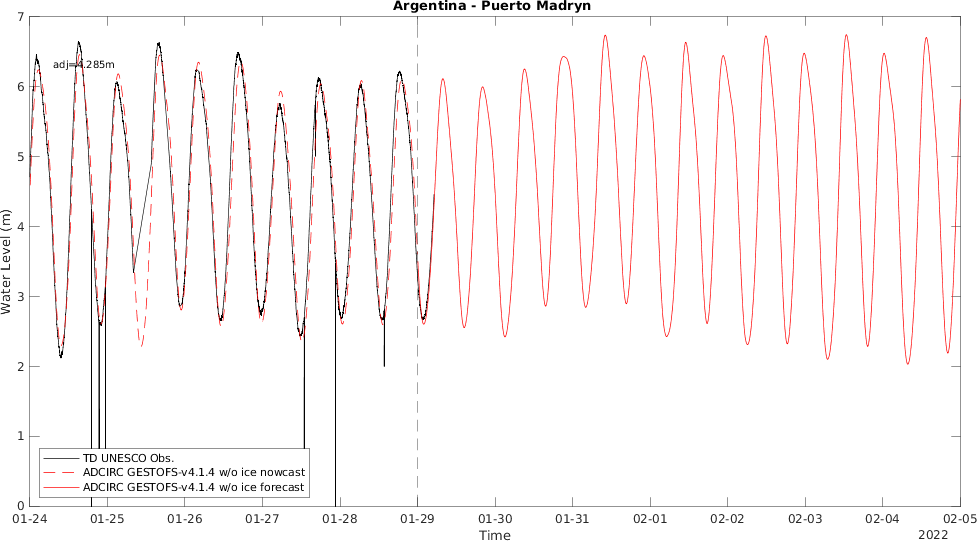 Argentina - Puerto Madryn
7
6
5
4
3
2
1
0
Water Level (m)
adj=4.285m
TD UNESCO Obs.
ADCIRC GESTOFS-v4.1.4 w/o ice nowcast
ADCIRC GESTOFS-v4.1.4 w/o ice forecast
01-24 01-25 01-26 01-27 01-28 01-29 01-30 01-31 02-01 02-02 02-03 02-04 02-05
Time
2022